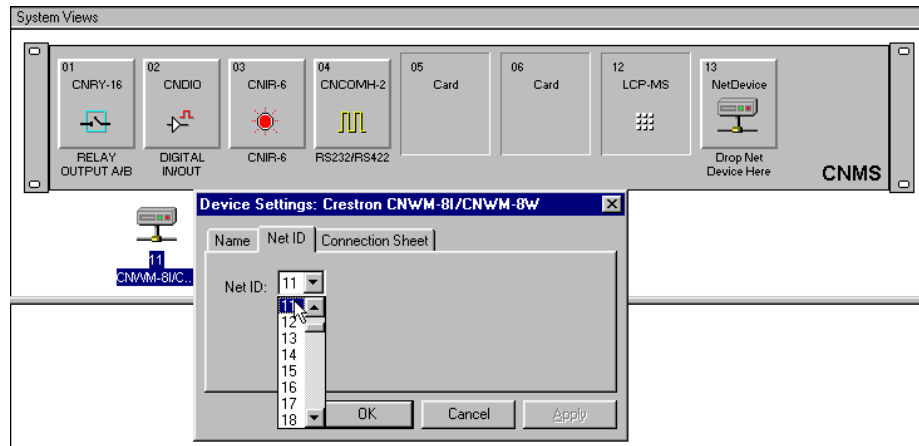 System Views
01
CNRY-16
RELAY
OUTPUT A/B
02
CNDIO
DIGITAL
IN/OUT
03
CNIR-6
CNIR-6
04
CNCOMH-2
RS232/RS422
05
Card
06
Card
12
LCP-MS
13
NetDevice
Drop Net
Device Here
CNMS
11
CNWM-8I/C...
Device Settings: Crestron CNWM-8I/CNWM-8W
Name
Net ID
Connection Sheet
Net ID: 11
11
12
13
14
15
16
17
18
OK
Cancel
Apply